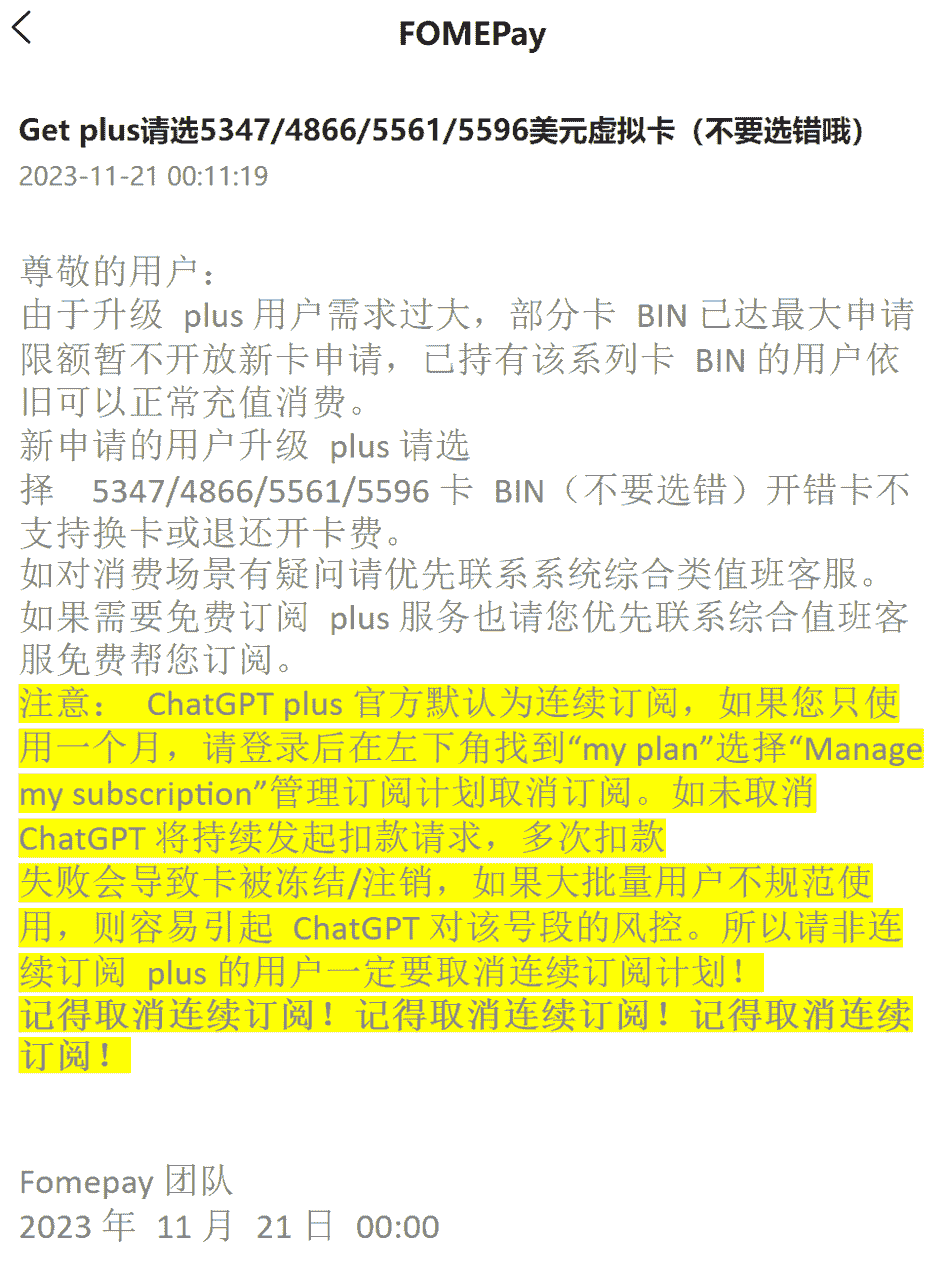 FOMEPay
Get plus请选5347/4866/5561/5596美元虚拟卡（不要选错哦）
2023-11-21 00:11:19
尊敬的用户：
由于升级 plus 用户需求过大，部分卡 BIN 已达最大申请
限额暂不开放新卡申请，已持有该系列卡 BIN 的用户依
旧可以正常充值消费。
新申请的用户升级 plus 请选
择 5347/4866/5561/5596 卡 BIN（不要选错）开错卡不
支持换卡或退还开卡费。
如对消费场景有疑问请优先联系系统综合类值班客服。
如果需要免费订阅 plus 服务也请您优先联系综合值班客
服免费帮您订阅。
注意： ChatGPT plus 官方默认为连续订阅，如果您只使
用一个月，请登录后在左下角找到“my plan”选择“Manage
my subscription”管理订阅计划取消订阅。如未取消
ChatGPT 将持续发起扣款请求，多次扣款
失败会导致卡被冻结/注销，如果大批量用户不规范使
用，则容易引起 ChatGPT 对该号段的风控。所以请非连
续订阅 plus 的用户一定要取消连续订阅计划！
记得取消连续订阅！记得取消连续订阅！记得取消连续
订阅！
Fomepay 团队
2023 年 11 月 21 日 00:00